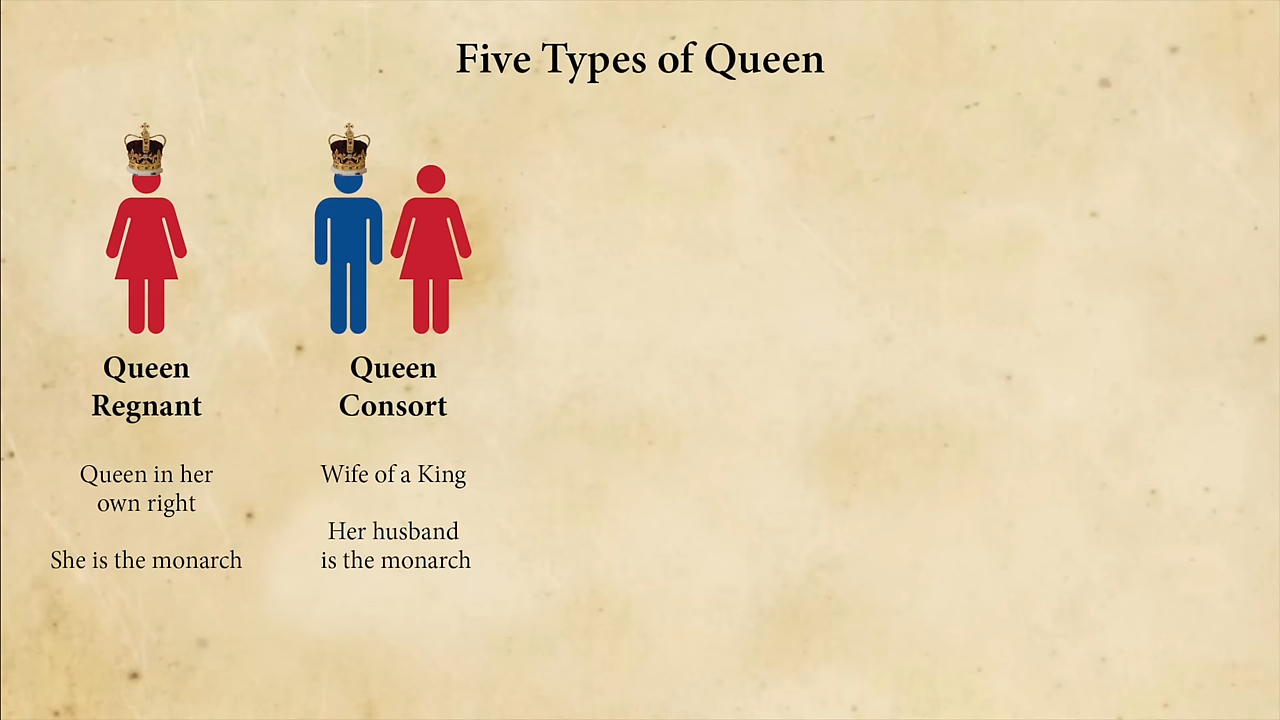 Five Types of Queen
Queen
Regnant
Queen in her
own right
She is the monarch
Queen
Consort
Wife of a King
Her husband
is the monarch